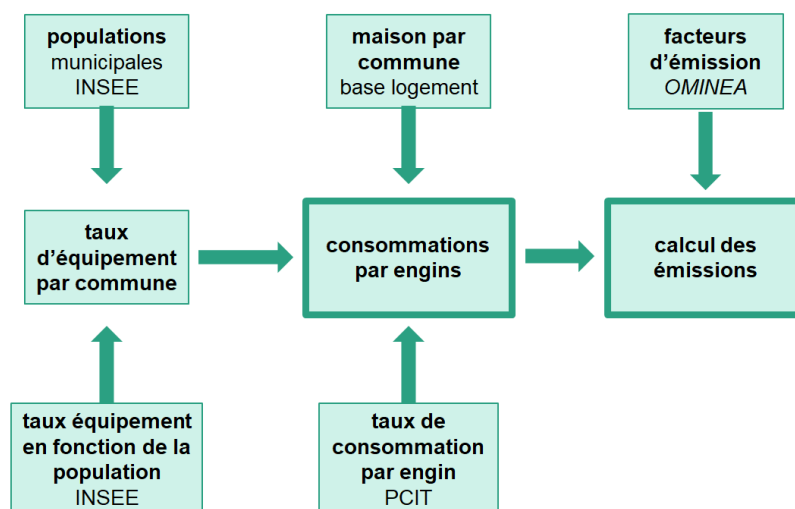 populations
municipales
INSEE
maison par
commune
base logement
facteurs
d'émission
OMINEA
taux
d'équipement
par commune
consommations
par engins
calcul des
émissions
taux équipement
en fonction de la
population
INSEE
taux de
consommation
par engin
PCIT